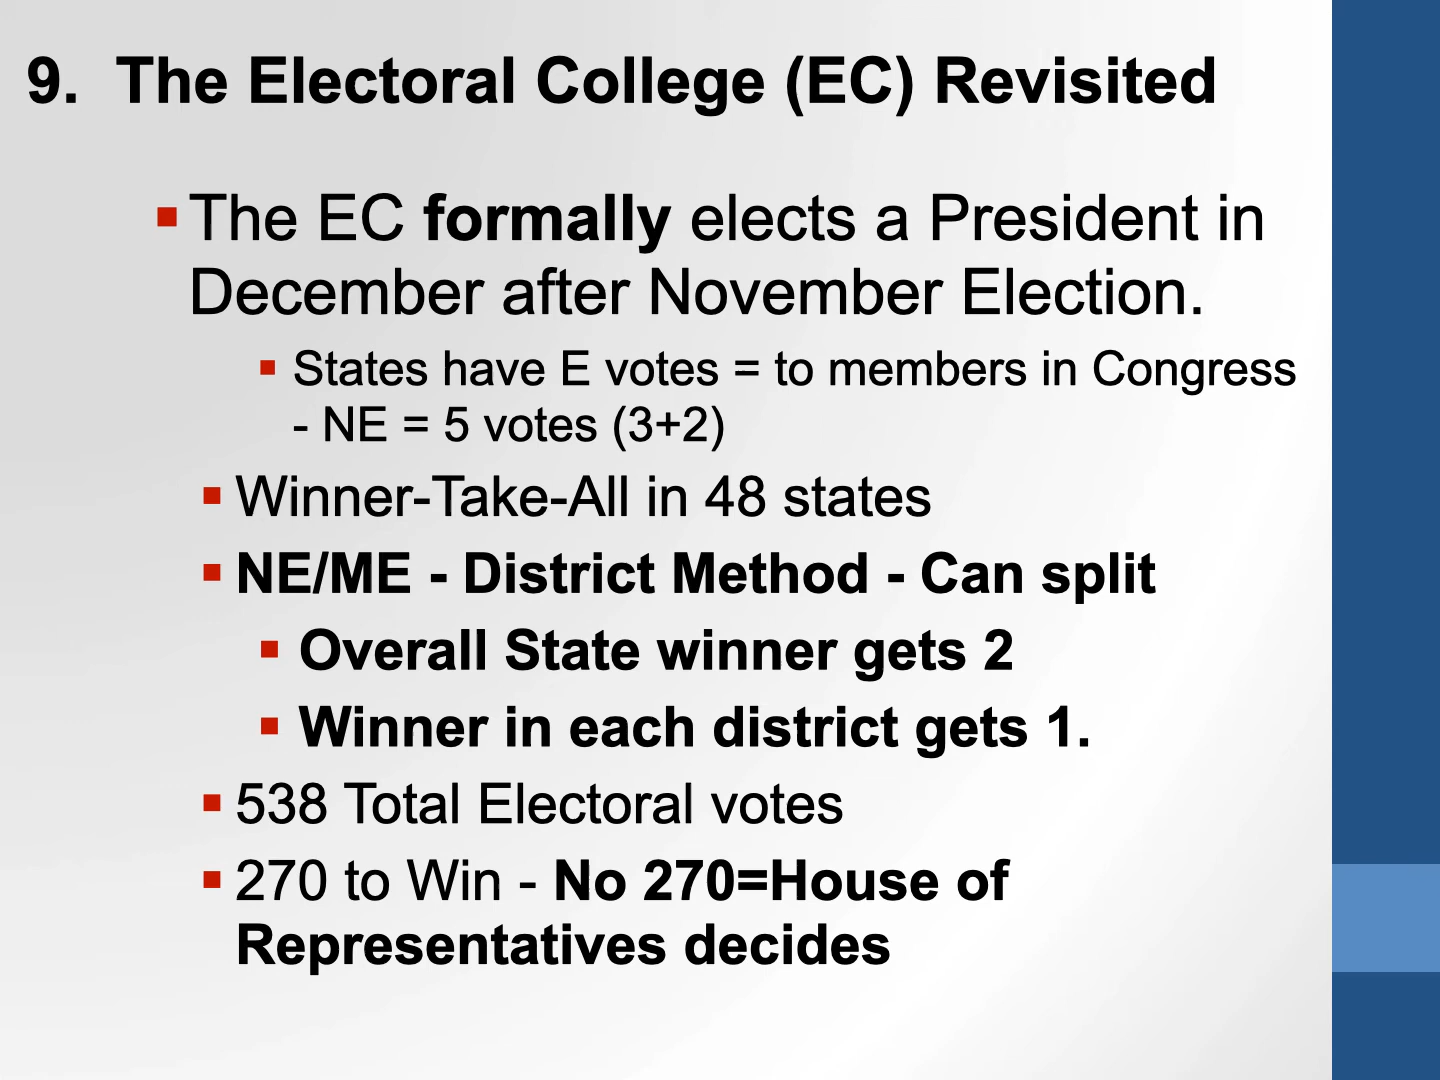 9. The Electoral College (EC) Revisited
▪ The EC formally elects a President in
December after November Election.
▪ States have E votes = to members in Congress
- NE = 5 votes (3+2)
▪ Winner-Take-All in 48 states
▪ NE/ME - District Method - Can split
▪ Overall State winner gets 2
▪ Winner in each district gets 1.
▪ 538 Total Electoral votes
▪ 270 to Win - No 270=House of
Representatives decides